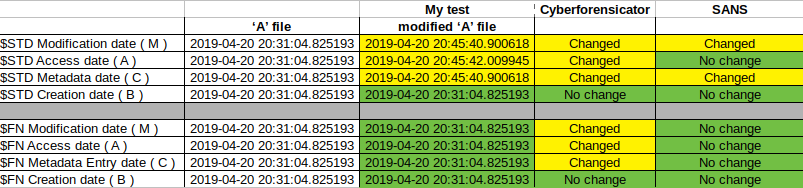 My test Cyberforensicator SANS
‘A’ file modified ‘A’ file
$STD Modification date ( M ) 2019-04-20 20:31:04.825193 2019-04-20 20:45:40.900618 Changed Changed
$STD Access date ( A ) 2019-04-20 20:31:04.825193 2019-04-20 20:45:42.009945 Changed No change
$STD Metadata date ( C ) 2019-04-20 20:31:04.825193 2019-04-20 20:45:40.900618 Changed Changed
$STD Creation date ( B ) 2019-04-20 20:31:04.825193 2019-04-20 20:31:04.825193 No change No change
$FN Modification date ( M ) 2019-04-20 20:31:04.825193 2019-04-20 20:31:04.825193 Changed No change
$FN Access date ( A ) 2019-04-20 20:31:04.825193 2019-04-20 20:31:04.825193 Changed No change
$FN Metadata Entry date ( C ) 2019-04-20 20:31:04.825193 2019-04-20 20:31:04.825193 Changed No change
$FN Creation date ( B ) 2019-04-20 20:31:04.825193 2019-04-20 20:31:04.825193 No change No change